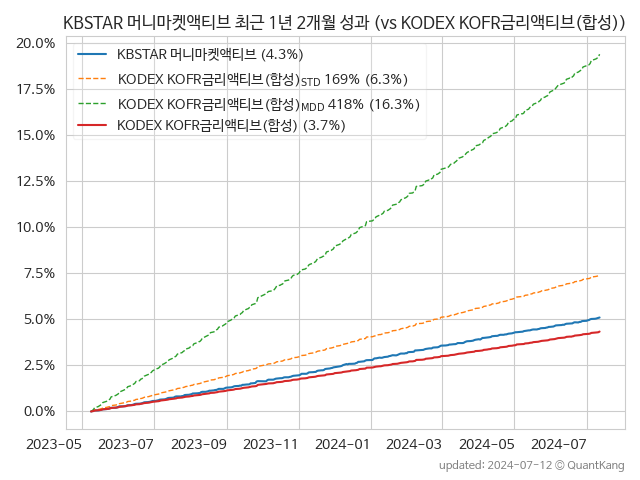 KBSTAR 머니마켓액티브 최근 1년 2개월 성과 (vs KODEX KOFR금리액티브(합성))
20.0%
17.5%
15.0%
12.5%
10.0%
7.5%
5.0%
2.5%
0.0%
KBSTAR 머니마켓액티브 (4.3%)
KODEX KOFR금리액티브(합성)STD 169% (6.3%)
KODEX KOFR금리액티브(합성)MDD 418% (16.3%)
KODEX KOFR금리액티브(합성) (3.7%)
2023-05 2023-07 2023-09 2023-11 2024-01 2024-03 2024-05 2024-07
updated: 2024-07-12 © QuantKang